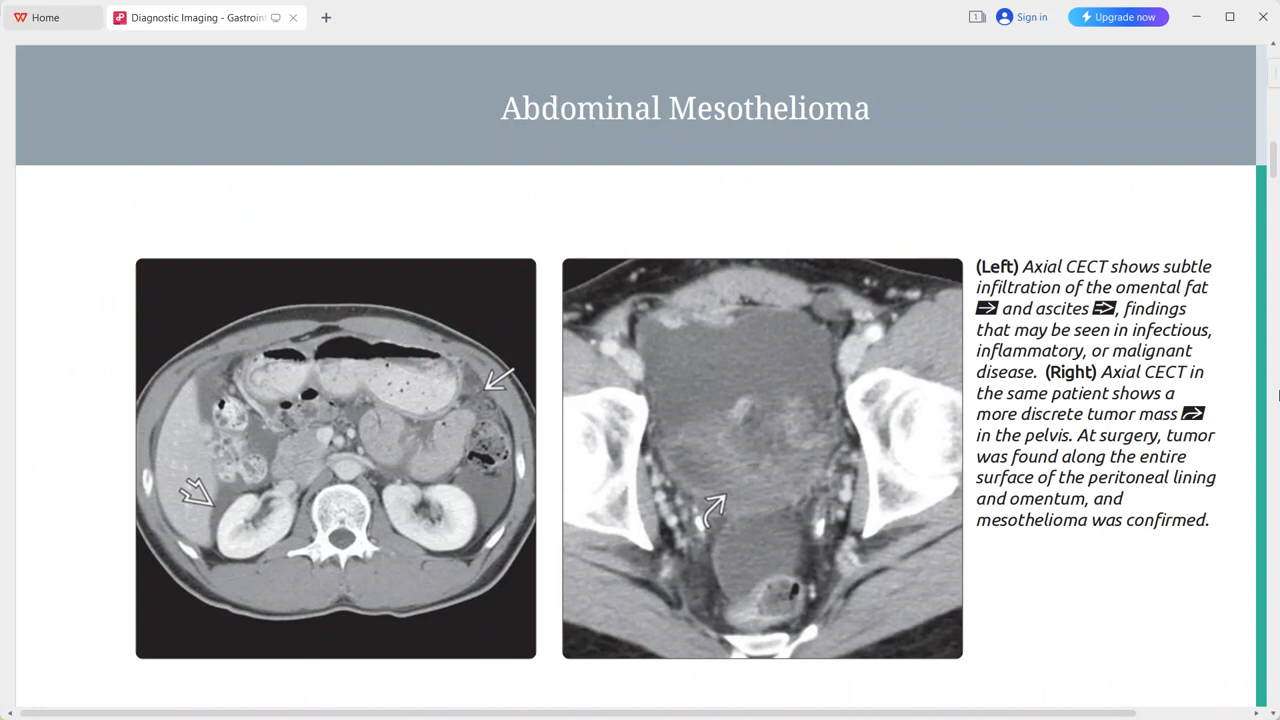 Home
Diagnostic Imaging - Gastroint
1
Sign in
Upgrade now
Abdominal Mesothelioma
(Left) Axial CECT shows subtle
infiltration of the omental fat
and ascites , findings
that may be seen in infectious,
inflammatory, or malignant
disease. (Right) Axial CECT in
the same patient shows a
more discrete tumor mass
in the pelvis. At surgery, tumor
was found along the entire
surface of the peritoneal lining
and omentum, and
mesothelioma was confirmed.